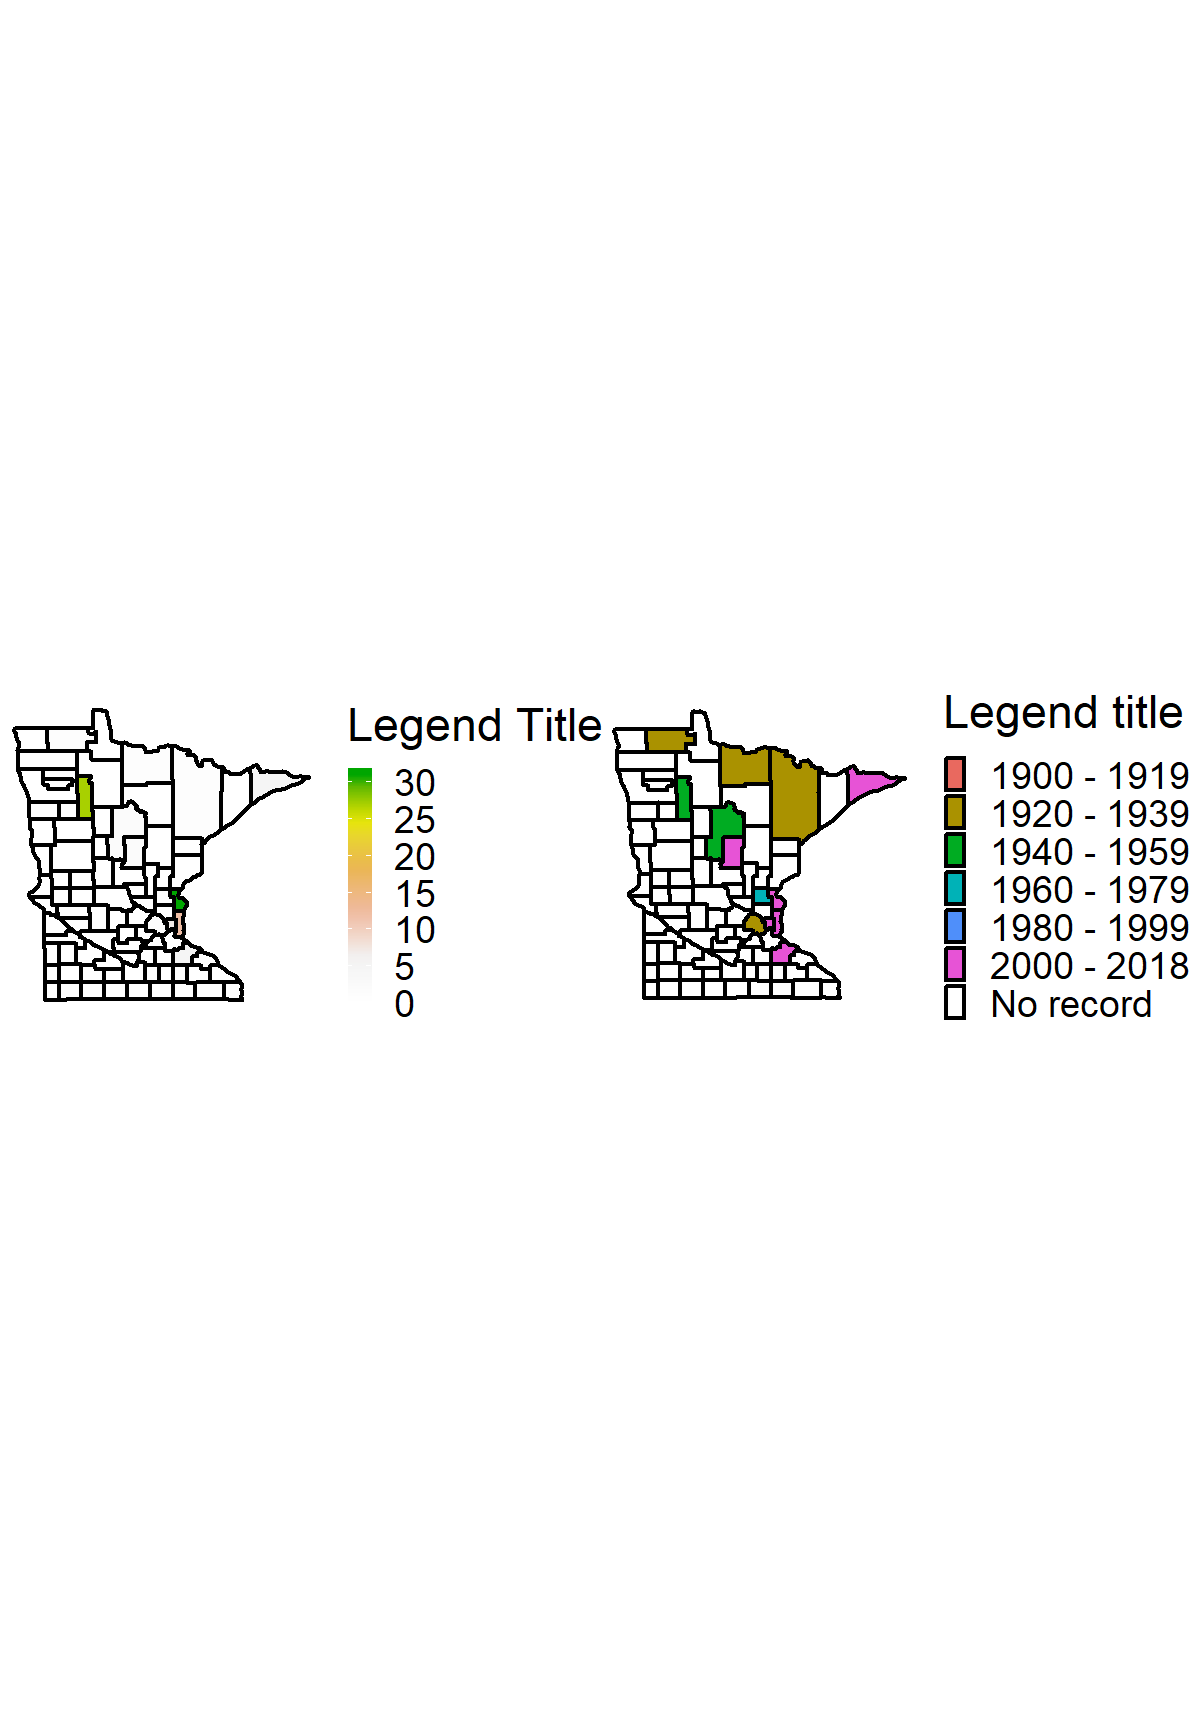 Legend Title
30
25
20
15
10
5
0
Legend title
1900 - 1919
1920 - 1939
1940 - 1959
1960 - 1979
1980 - 1999
2000 - 2018
No record